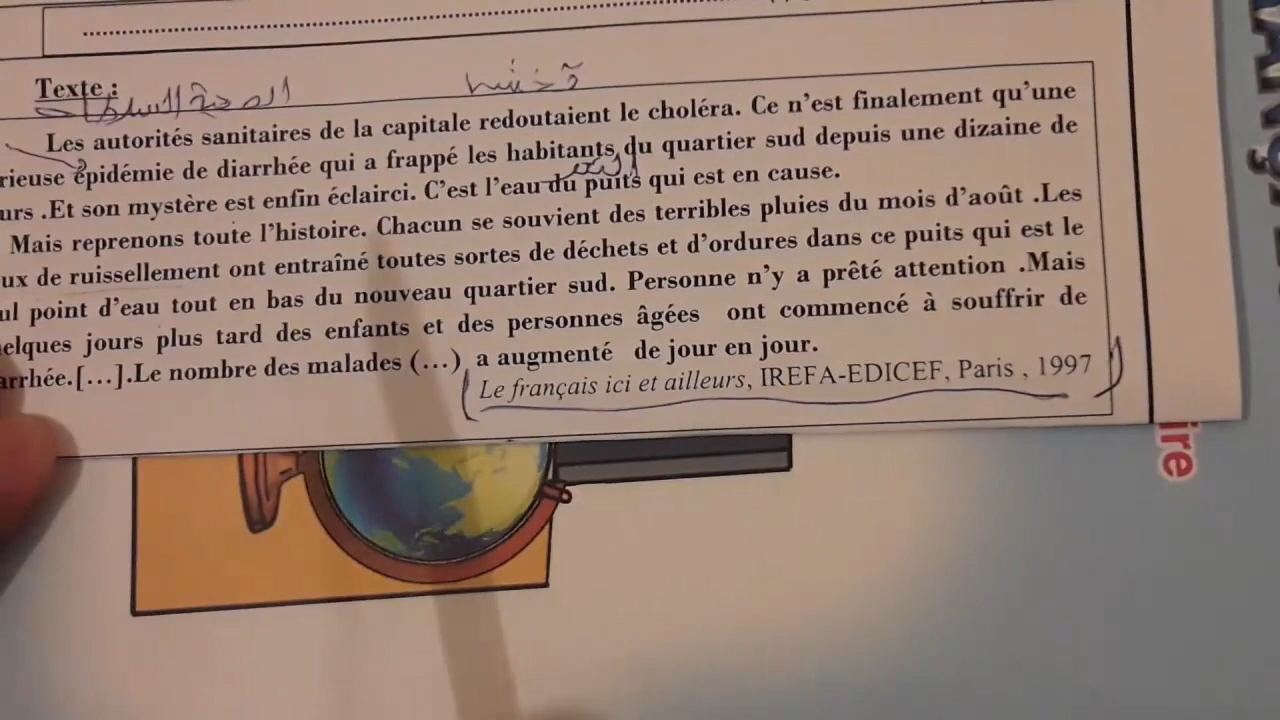 Texte :
الصحة السلطات
Les autorités sanitaires de la capitale redoutaient le choléra. Ce n'est finalement qu'une
rieuse épidémie de diarrhée qui a frappé les habitants du quartier sud depuis une dizaine de
urs .Et son mystère est enfin éclairci. C'est l'eau du puits qui est en cause.
Mais reprenons toute l'histoire. Chacun se souvient des terribles pluies du mois d'août .Les
ux de ruissellement ont entraîné toutes sortes de déchets et d'ordures dans ce puits qui est le
ul point d'eau tout en bas du nouveau quartier sud. Personne n'y a prêté attention .Mais
elques jours plus tard des enfants et des personnes âgées ont commencé à souffrir de
arrhée.[…].Le nombre des malades (…) a augmenté de jour en jour.
Le français ici et ailleurs, IREFA-EDICEF, Paris , 1997
ire